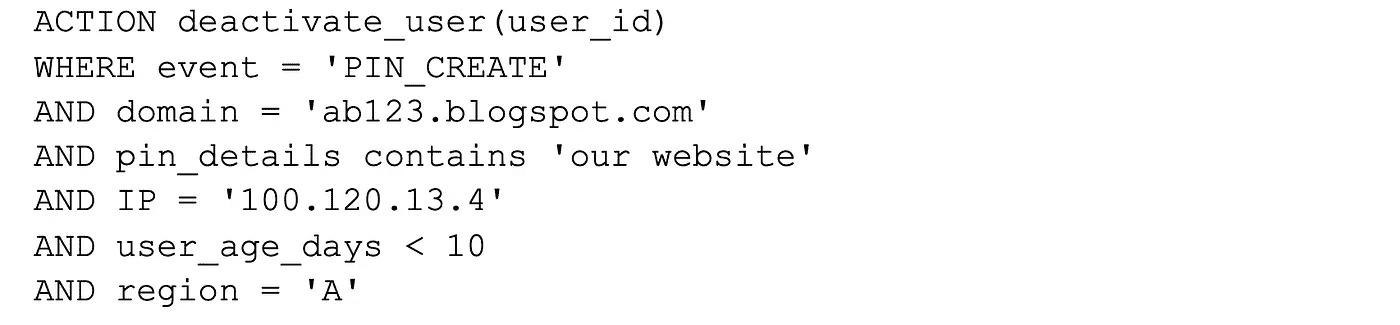 ACTION deactivate_user(user_id)
WHERE event = 'PIN_CREATE'
AND domain = 'ab123.blogspot.com'
AND pin_details contains 'our website'
AND IP = '100.120.13.4'
AND user_age_days < 10
AND region = 'A'